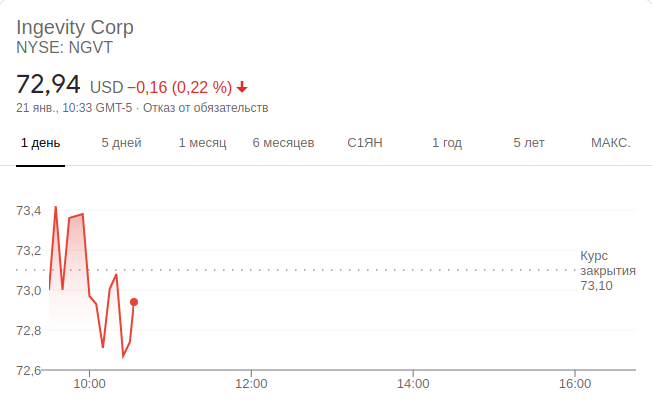 Ingevity Corp
NYSE: NGVT
72,94 USD −0,16 (0,22 %)
21 янв., 10:33 GMT-5 · Отказ от обязательств
1 день 5 дней 1 месяц 6 месяцев С1ЯН 1 год 5 лет МАКС.
73,4
73,2
Курс
закрытия
73,10
73,0
72,8
72,6
10:00 12:00 14:00 16:00